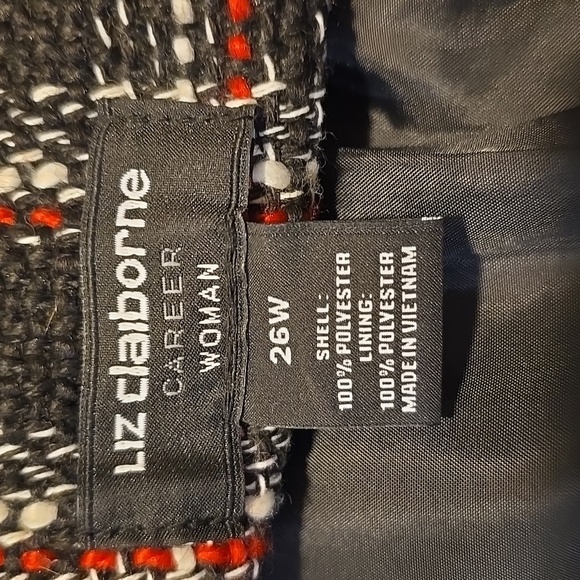 LIZ claiborne
CAREER
WOMAN
26W
SHELL:
100% POLYESTER
LINING:
100% POLYESTER
MADE IN VIETNAM